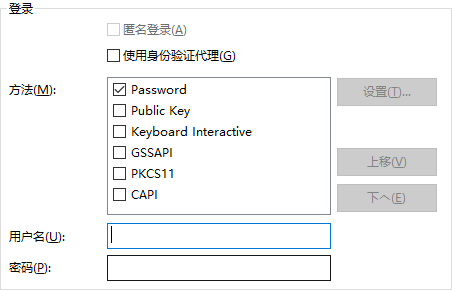 登录
匿名登录(A)
使用身份验证代理(G)
方法(M):
Password
Public Key
Keyboard Interactive
GSSAPI
PKCS11
CAPI
设置(T)...
上移(V)
下へ(E)
用户名(U):
密码(P):